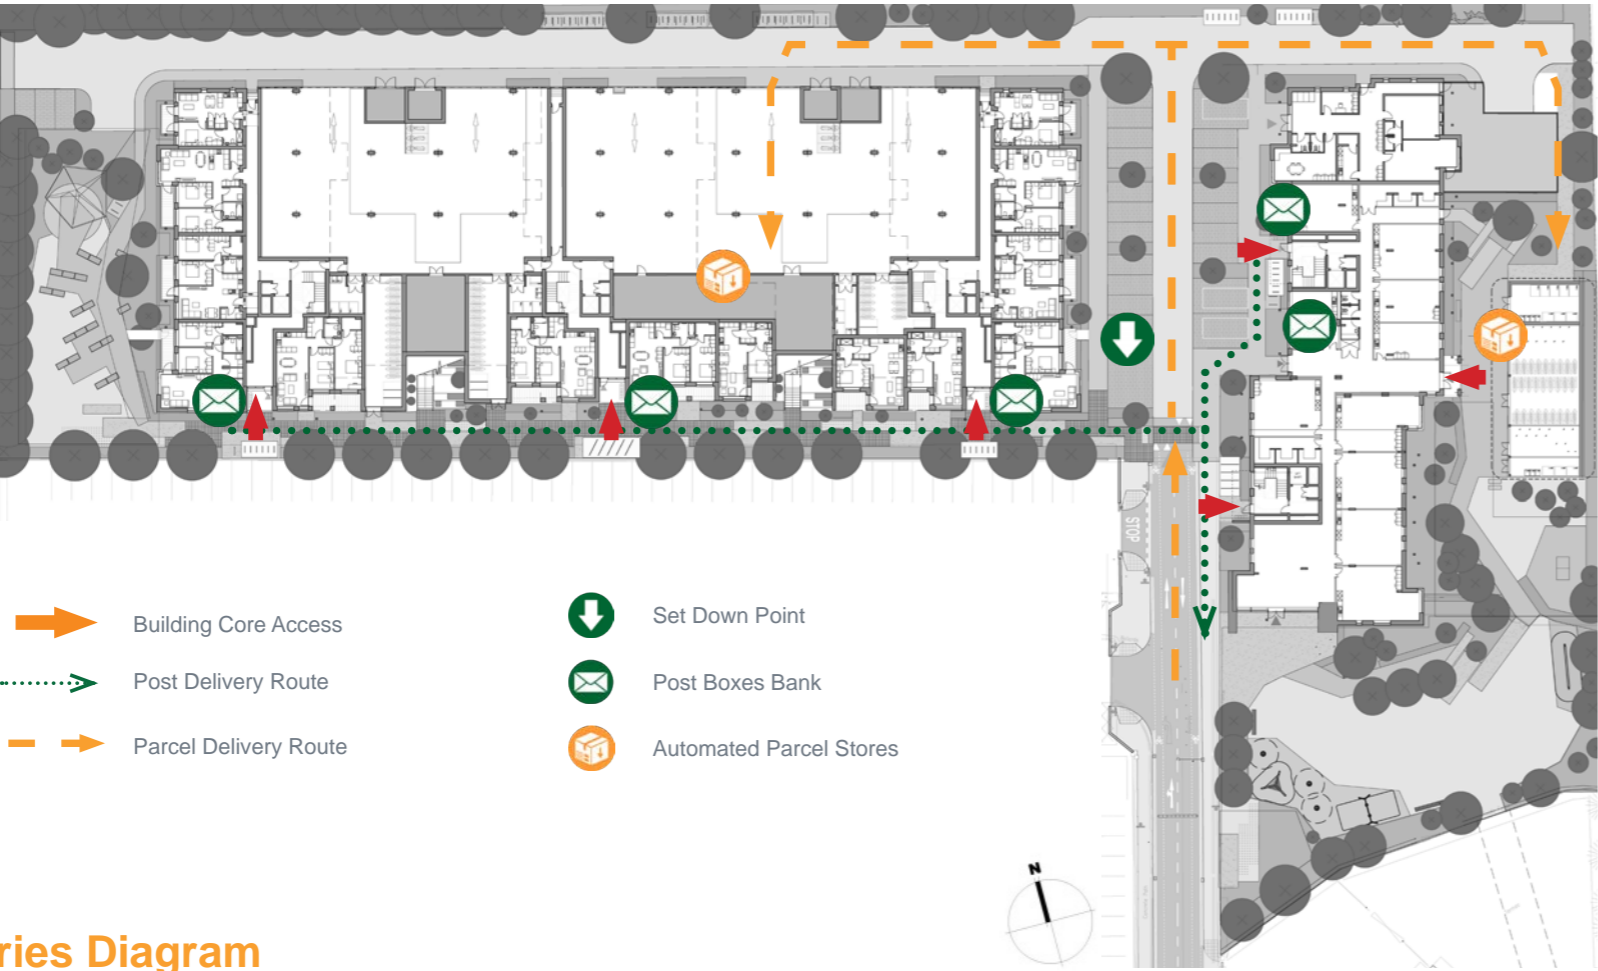 STOP
Building Core Access
Post Delivery Route
Parcel Delivery Route
Set Down Point
Post Boxes Bank
Automated Parcel Stores
N
ries Diagram